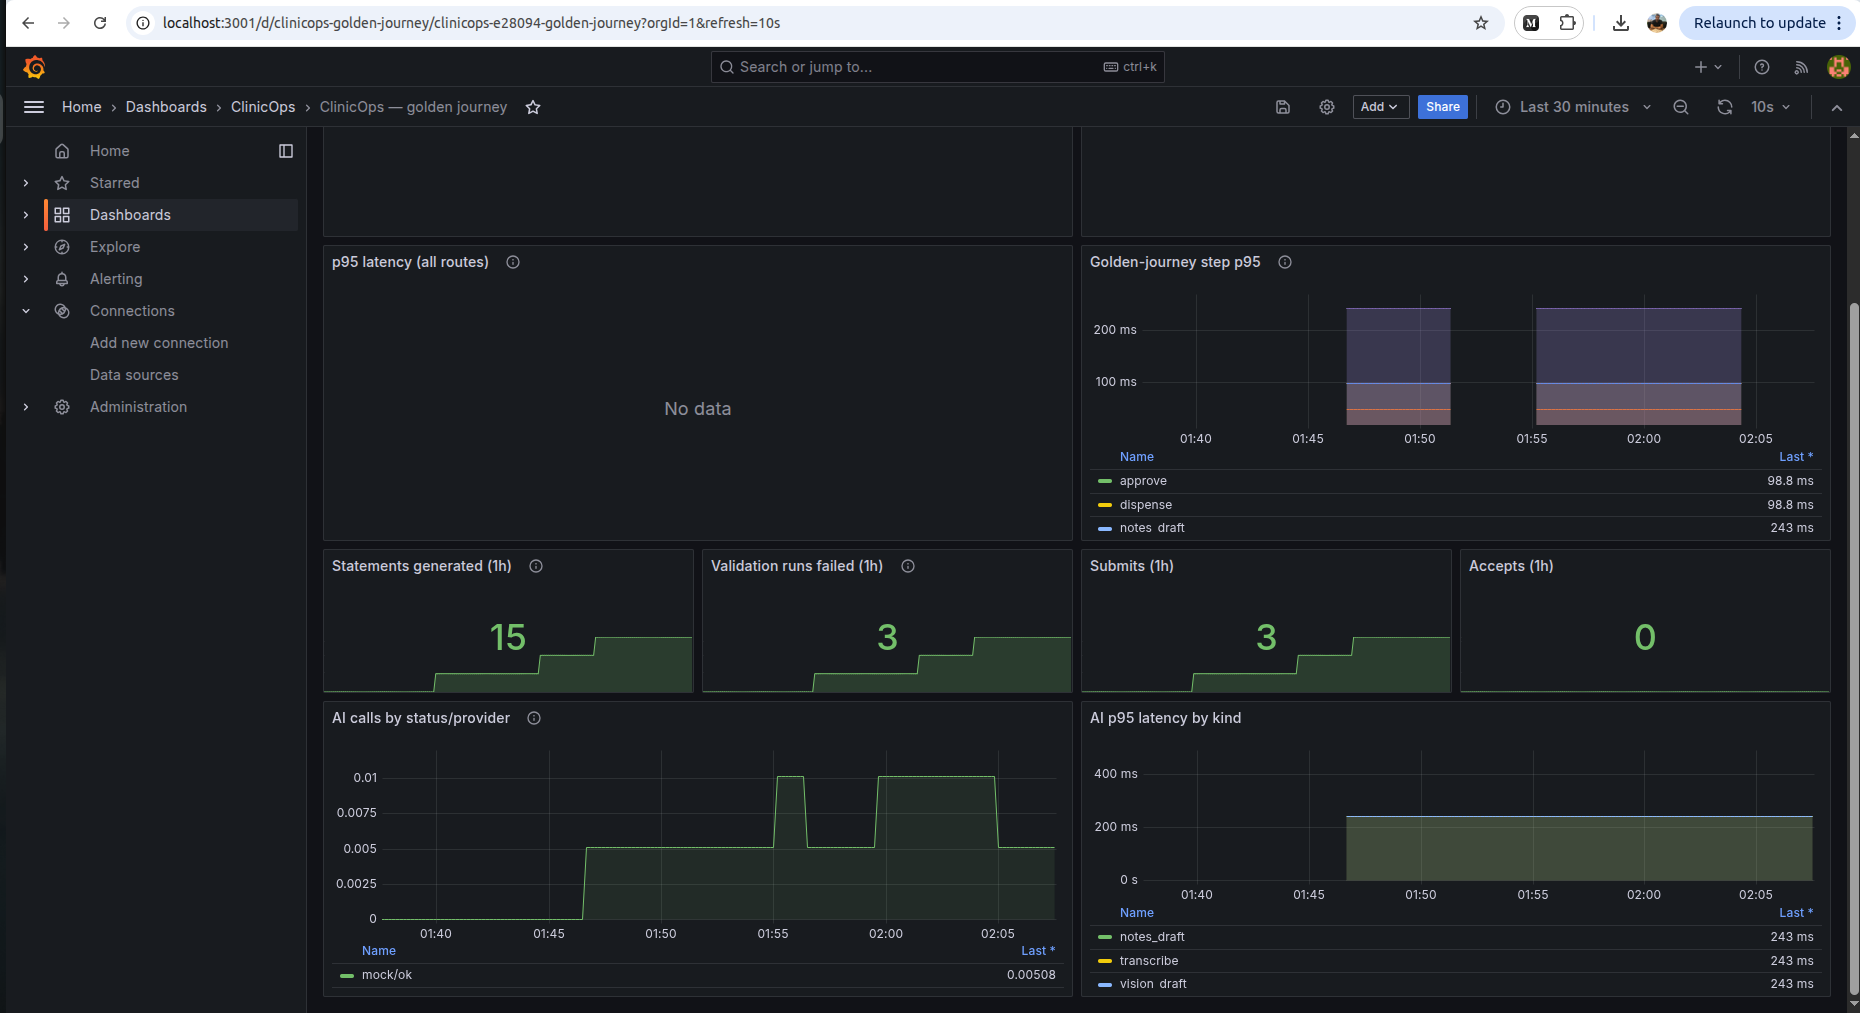 localhost:3001/d/clinicops-golden-journey/clinicops-e28094-golden-journey?orgId=1&refresh=10s
M
Relaunch to update
Search or jump to...
ctrl+k
Home › Dashboards › ClinicOps › ClinicOps — golden journey
Add
Share
Last 30 minutes
10s
Home
Starred
Dashboards
Explore
Alerting
Connections
Add new connection
Data sources
Administration
p95 latency (all routes)
No data
Golden-journey step p95
200 ms
100 ms
01:40 01:45 01:50 01:55 02:00 02:05
Name Last *
approve 98.8 ms
dispense 98.8 ms
notes_draft 243 ms
Statements generated (1h)
15
Validation runs failed (1h)
3
Submits (1h)
3
Accepts (1h)
0
AI calls by status/provider
0.01
0.0075
0.005
0.0025
0
01:40 01:45 01:50 01:55 02:00 02:05
Name Last *
mock/ok 0.00508
AI p95 latency by kind
400 ms
200 ms
0 s
01:40 01:45 01:50 01:55 02:00 02:05
Name Last *
notes_draft 243 ms
transcribe 243 ms
vision_draft 243 ms